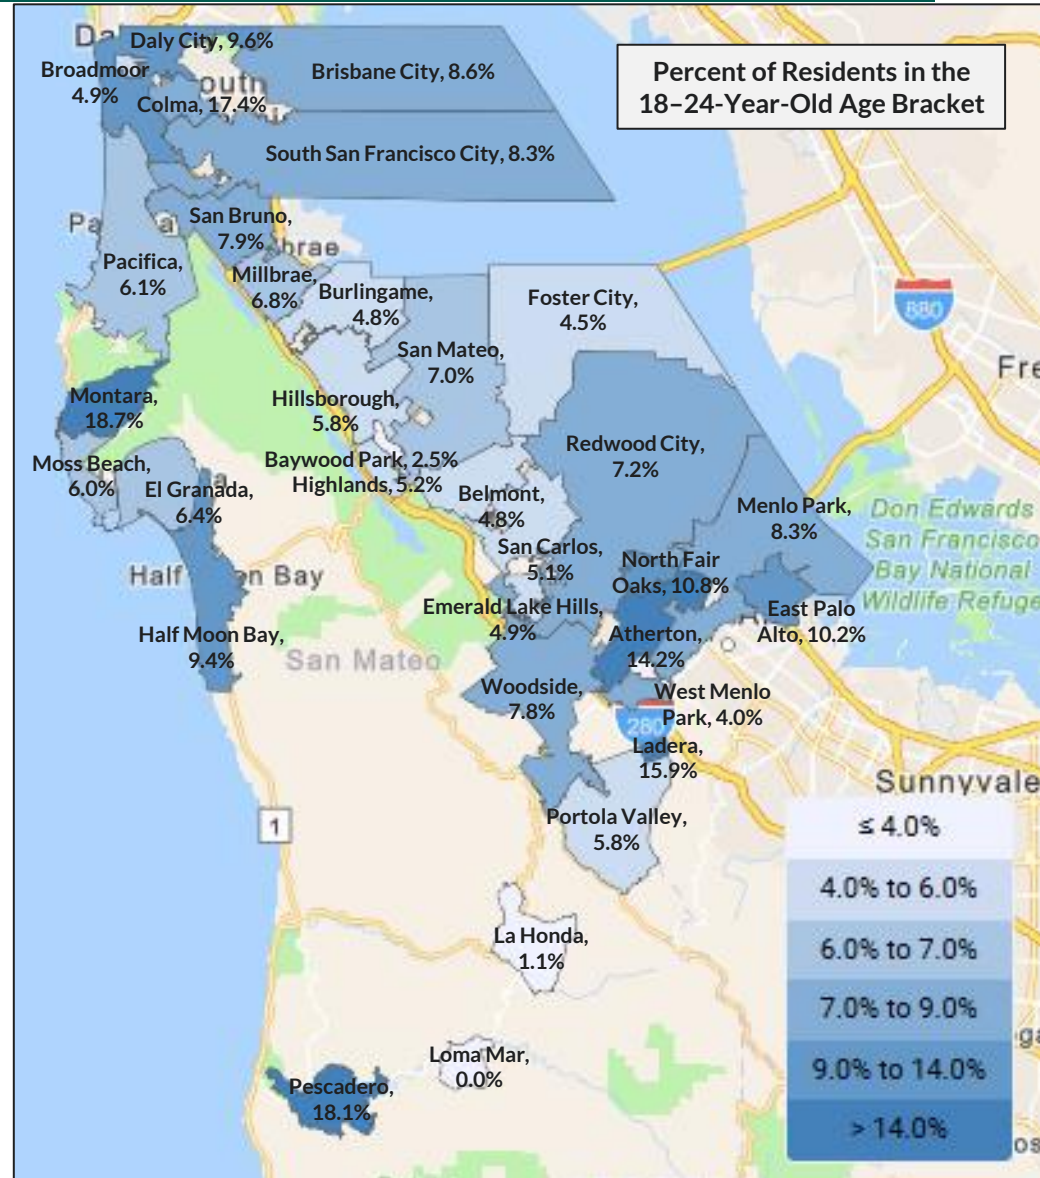 Percent of Residents in the
18–24-Year-Old Age Bracket
Daly City, 9.6%
Broadmoor
4.9%
Colma, 17.4%
Brisbane City, 8.6%
South San Francisco City, 8.3%
San Bruno,
7.9%
brae
Pacifica,
6.1%
Millbrae,
6.8%
Burlingame,
4.8%
Foster City,
4.5%
880
San Mateo,
7.0%
Fre
Montara,
18.7%
Hillsborough,
5.8%
Redwood City,
7.2%
Moss Beach,
6.0%
El Granada,
6.4%
Baywood Park, 2.5%
Highlands, 5.2%
Belmont,
4.8%
Menlo Park,
8.3%
Don Edwards
San Francisco
Bay National
Wildlife Refuge
San Carlos,
5.1%
North Fair
Oaks, 10.8%
Half
on Bay
Emerald Lake Hills,
4.9%
East Palo
Alto, 10.2%
Half Moon Bay,
9.4%
San Mateo
Atherton,
14.2%
Woodside,
7.8%
West Menlo
Park, 4.0%
280
Ladera,
15.9%
Sunnyvale
1
Portola Valley,
5.8%
≤ 4.0%
4.0% to 6.0%
6.0% to 7.0%
7.0% to 9.0%
9.0% to 14.0%
> 14.0%
La Honda,
1.1%
Loma Mar,
0.0%
Pescadero,
18.1%